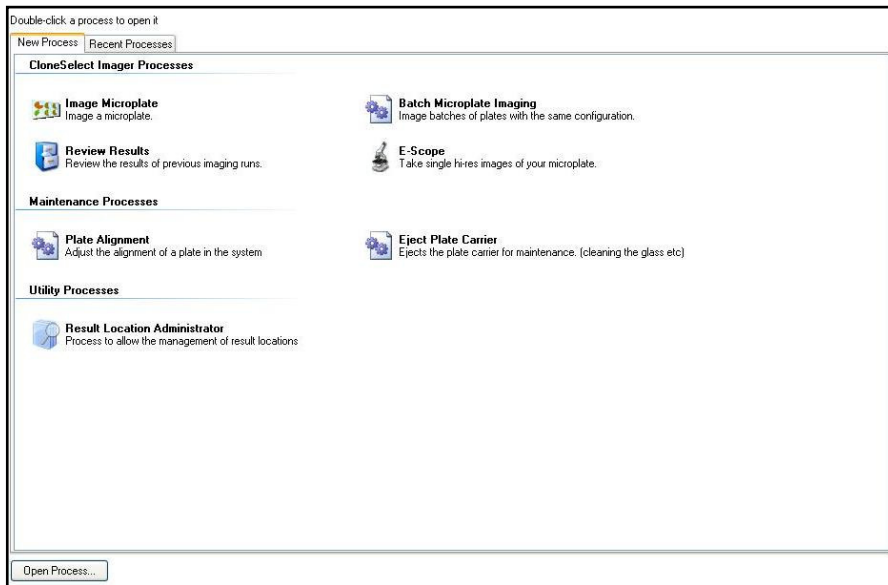 Double-click a process to open it
New Process Recent Processes
CloneSelect Imager Processes
Image Microplate
Image a microplate.
Batch Microplate Imaging
Image batches of plates with the same configuration.
Review Results
Review the results of previous imaging runs.
E-Scope
Take single hi-res images of your microplate.
Maintenance Processes
Plate Alignment
Adjust the alignment of a plate in the system
Eject Plate Carrier
Ejects the plate carrier for maintenance. (cleaning the glass etc)
Utility Processes
Result Location Administrator
Process to allow the management of result locations
Open Process...